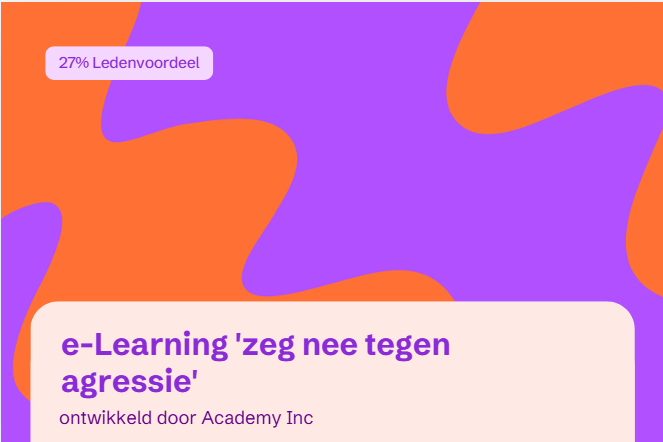 27% Ledenvoordeel
e-Learning 'zeg nee tegen
agressie'
ontwikkeld door Academy Inc